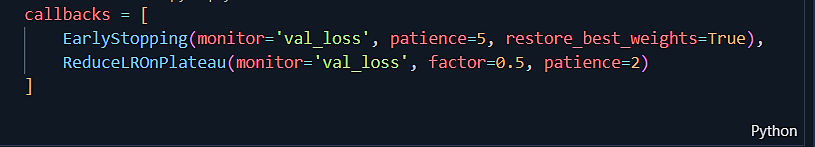 callbacks = [
    EarlyStopping(monitor='val_loss', patience=5, restore_best_weights=True),
    ReduceLROnPlateau(monitor='val_loss', factor=0.5, patience=2)
]
Python